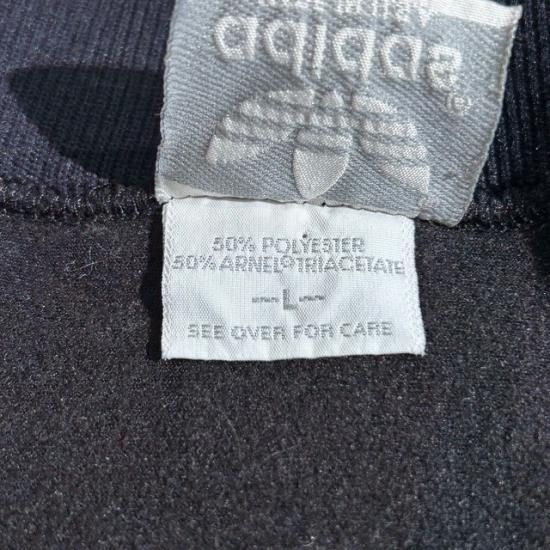 adidas®
50% POLYESTER
50% ARNEL® TRIACETATE
—L—
SEE OVER FOR CARE